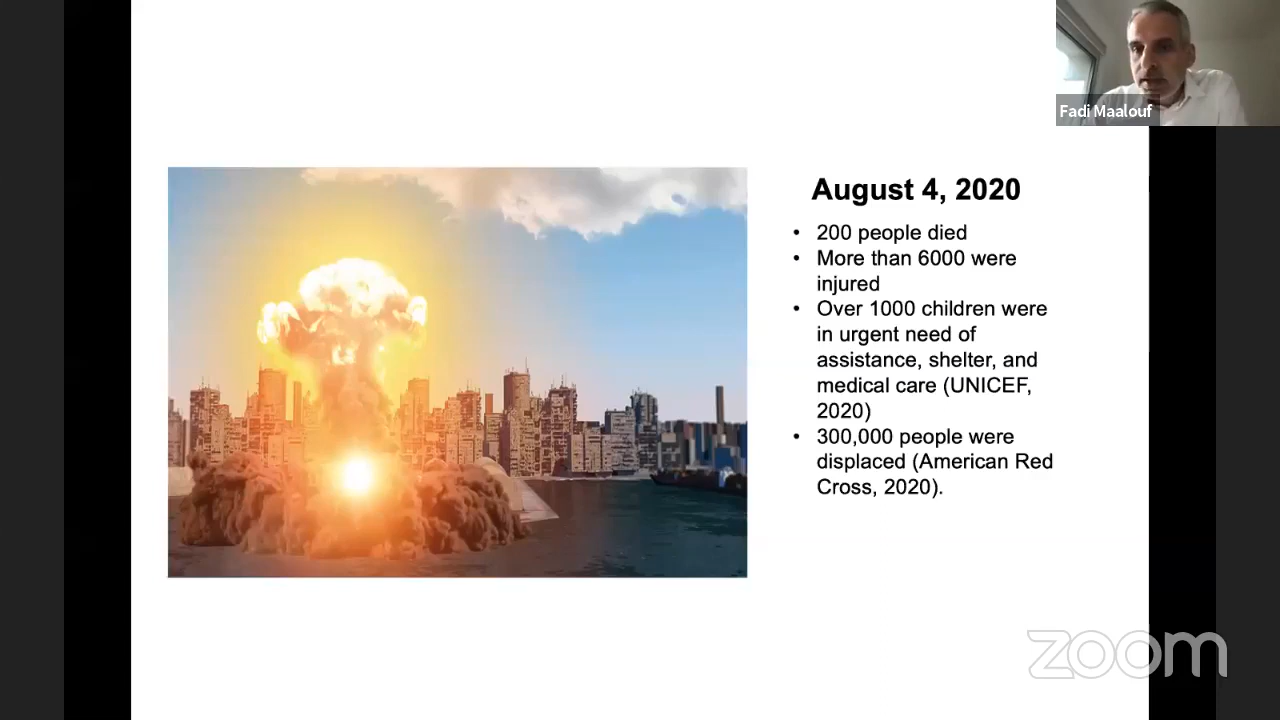 Fadi Maalouf
August 4, 2020
• 200 people died
• More than 6000 were
injured
• Over 1000 children were
in urgent need of
assistance, shelter, and
medical care (UNICEF,
2020)
• 300,000 people were
displaced (American Red
Cross, 2020).
zoom